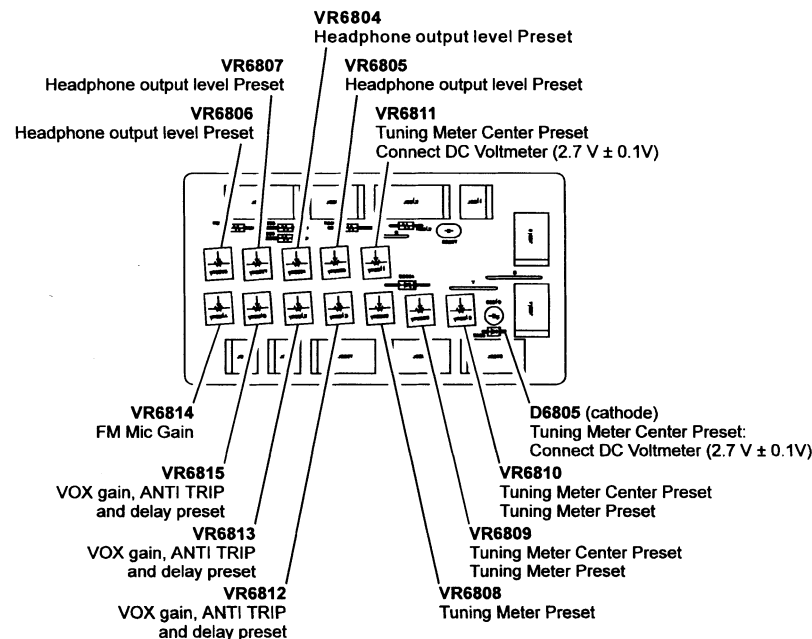 VR6804
Headphone output level Preset
VR6807
Headphone output level Preset
VR6805
Headphone output level Preset
VR6806
Headphone output level Preset
VR6811
Tuning Meter Center Preset
Connect DC Voltmeter (2.7 V ± 0.1V)
VR6814
FM Mic Gain
D6805 (cathode)
Tuning Meter Center Preset:
Connect DC Voltmeter (2.7 V ± 0.1V)
VR6815
VOX gain, ANTI TRIP
and delay preset
VR6810
Tuning Meter Center Preset
Tuning Meter Preset
VR6813
VOX gain, ANTI TRIP
and delay preset
VR6809
Tuning Meter Center Preset
Tuning Meter Preset
VR6812
VOX gain, ANTI TRIP
and delay preset
VR6808
Tuning Meter Preset